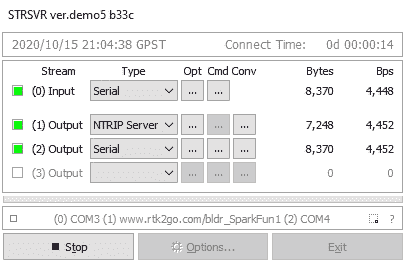 STRSVR ver.demo5 b33c
2020/10/15 21:04:38 GPST Connect Time: 0d 00:00:14
Stream Type Opt Cmd Conv Bytes Bps
(0) Input Serial ... ... 8,370 4,448
(1) Output NTRIP Server ... ... ... 7,248 4,452
(2) Output Serial ... ... ... 8,370 4,452
(3) Output ... ... ... 0 0
(0) COM3 (1) www.rtk2go.com/bldr_SparkFun1 (2) COM4 ?
Stop Options... Exit